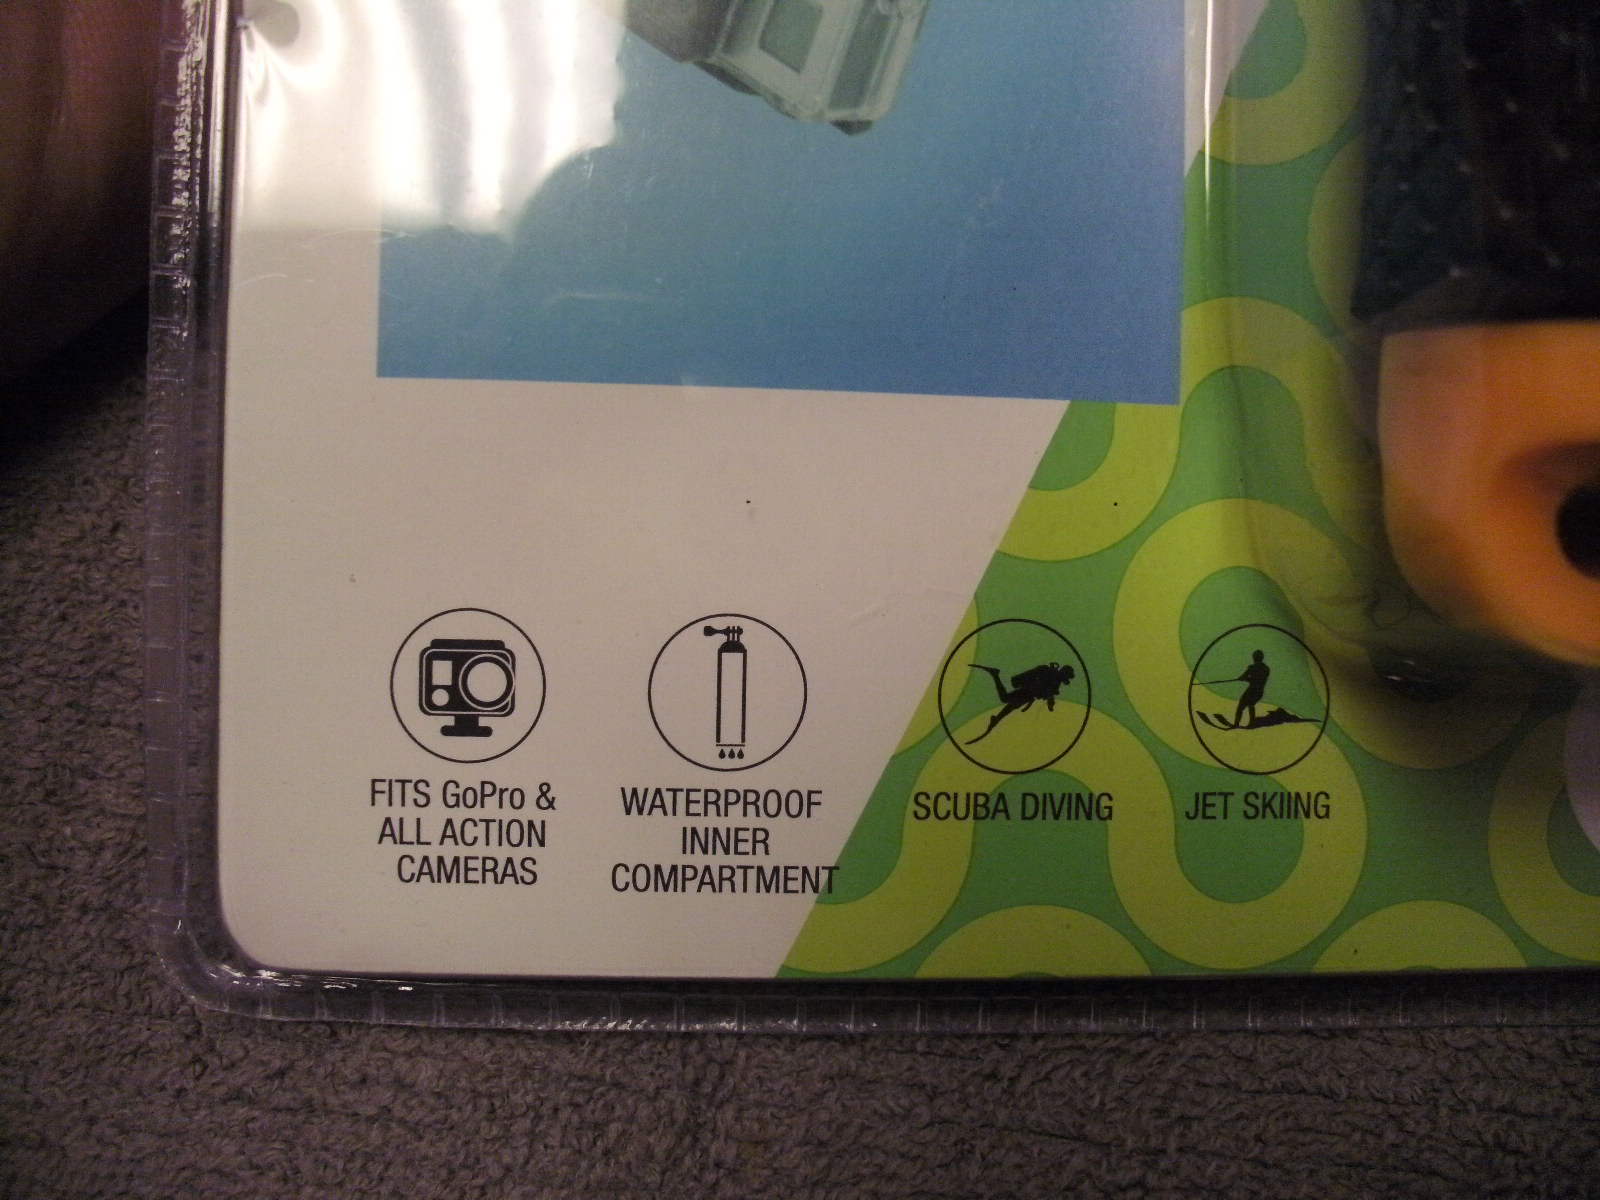 FITS GoPro &
ALL ACTION
CAMERAS
WATERPROOF
INNER
COMPARTMENT
SCUBA DIVING
JET SKIING